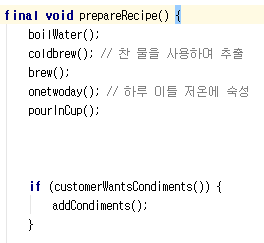 final void prepareRecipe() {
boilWater();
coldbrew(); // 찬 물을 사용하며 추출
brew();
onetwoday(); // 하루 이틀 저온에 숙성
pourInCup();
if (customerWantsCondiments()) {
addCondiments();
}